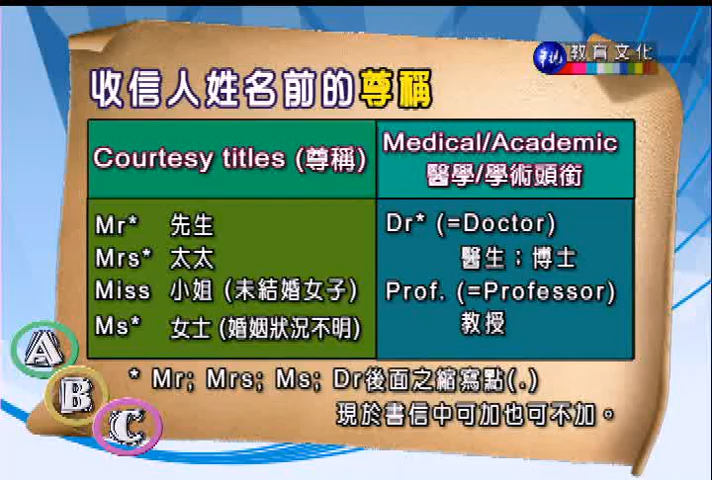 華視 教育文化
收信人姓名前的尊稱
Courtesy titles (尊稱)
Medical/Academic
醫學/學術頭銜
Mr* 先生
Mrs* 太太
Miss 小姐 (未結婚女子)
Ms* 女士 (婚姻狀況不明)
Dr* (=Doctor)
醫生；博士
Prof. (=Professor)
教授
* Mr; Mrs; Ms; Dr後面之縮寫點(.)
現於書信中可加也可不加。
A
B
C